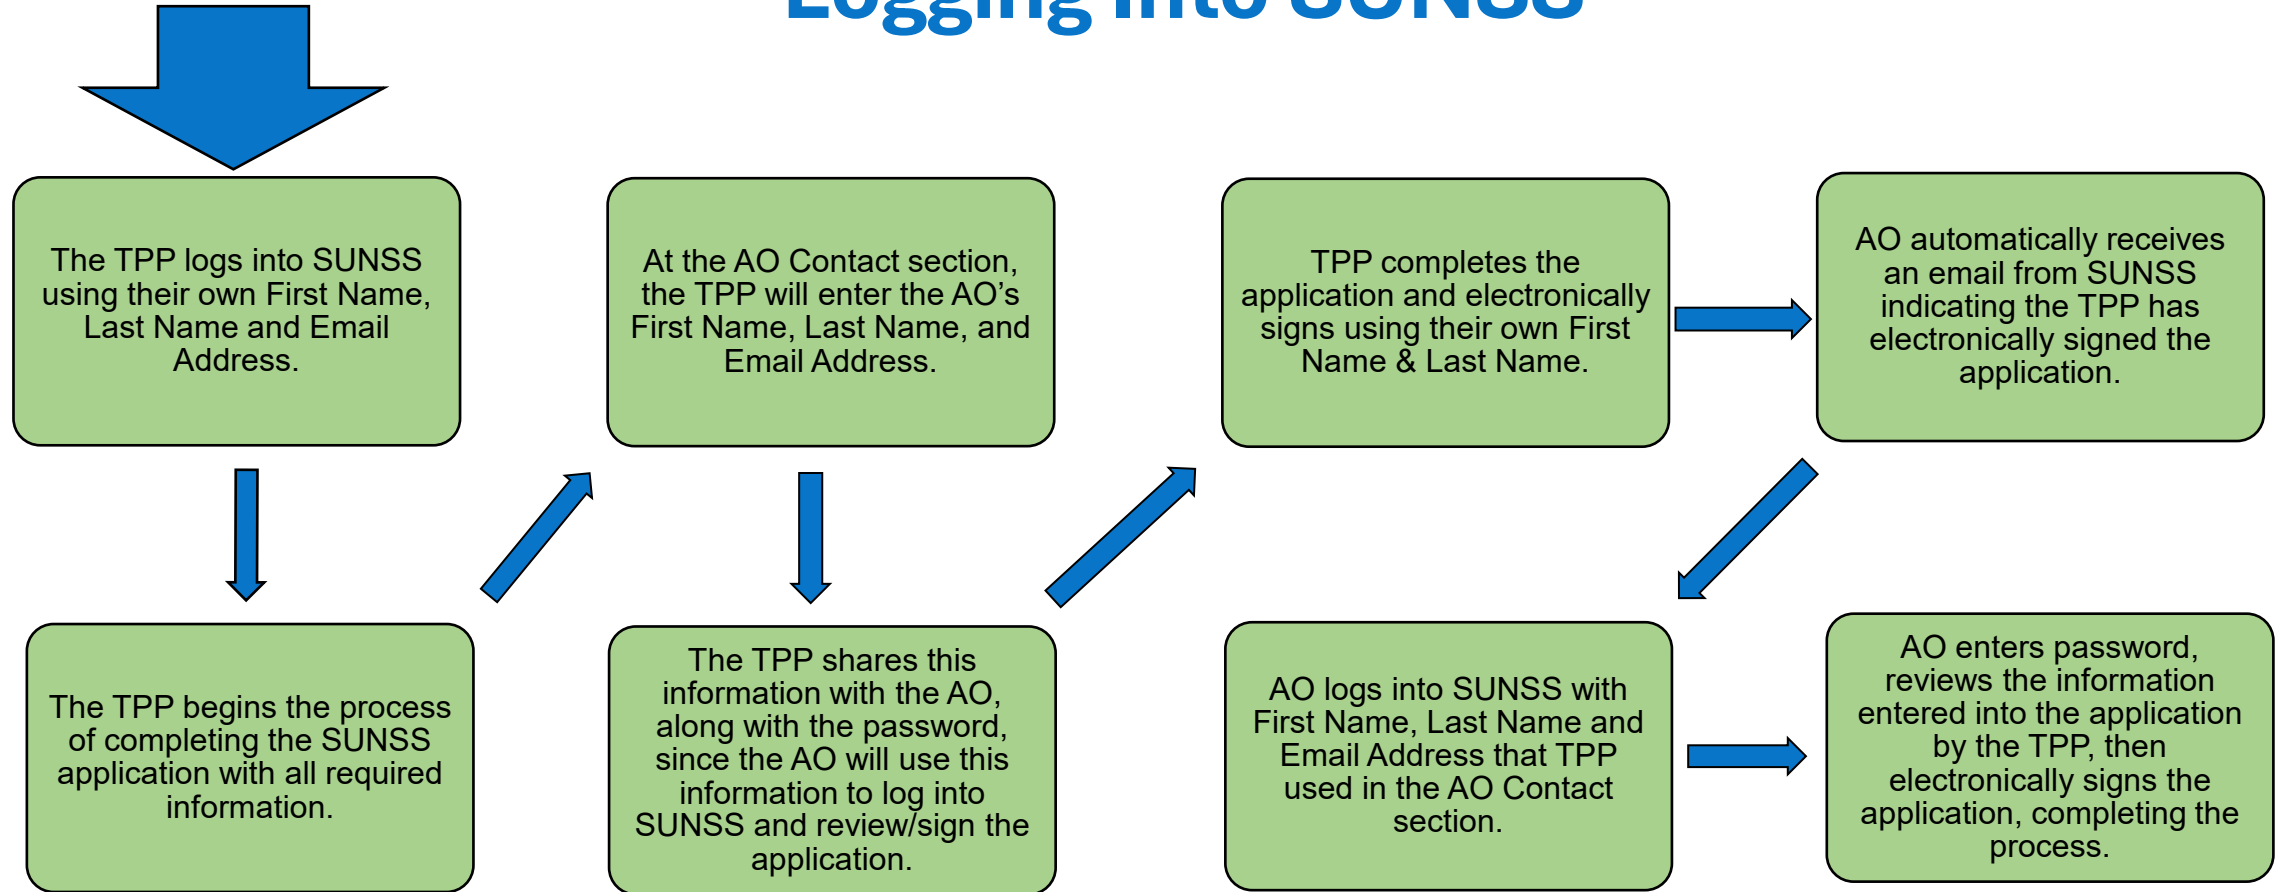 Logging into SUNSS
The TPP logs into SUNSS
using their own First Name,
Last Name and Email
Address.
The TPP begins the process
of completing the SUNSS
application with all required
information.
At the AO Contact section,
the TPP will enter the AO’s
First Name, Last Name, and
Email Address.
The TPP shares this
information with the AO,
along with the password,
since the AO will use this
information to log into
SUNSS and review/sign the
application.
TPP completes the
application and electronically
signs using their own First
Name & Last Name.
AO automatically receives
an email from SUNSS
indicating the TPP has
electronically signed the
application.
AO logs into SUNSS with
First Name, Last Name and
Email Address that TPP
used in the AO Contact
section.
AO enters password,
reviews the information
entered into the application
by the TPP, then
electronically signs the
application, completing the
process.